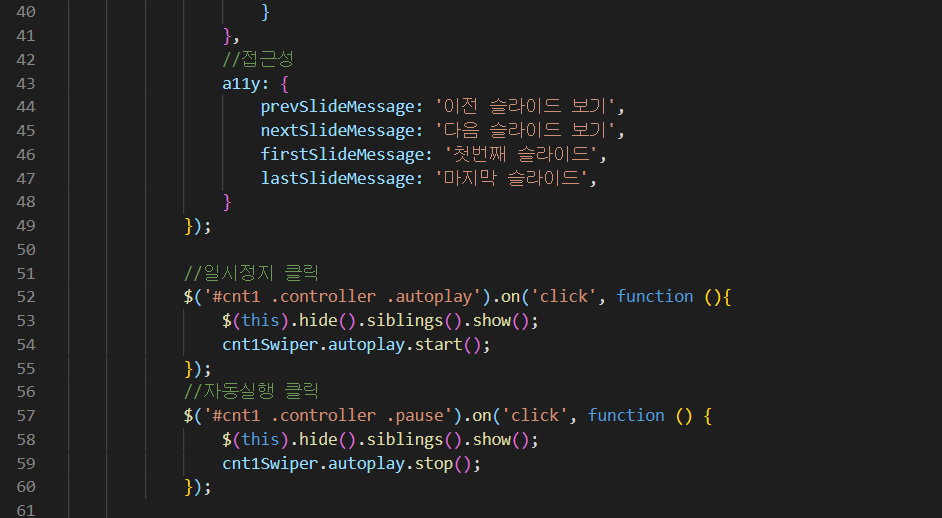 40 }
41 },
42 //접근성
43 a11y: {
44 prevSlideMessage: '이전 슬라이드 보기',
45 nextSlideMessage: '다음 슬라이드 보기',
46 firstSlideMessage: '첫번째 슬라이드',
47 lastSlideMessage: '마지막 슬라이드',
48 }
49 });
50
51 //일시정지 클릭
52 $('#cnt1 .controller .autoplay').on('click', function (){
53 $(this).hide().siblings().show();
54 cnt1Swiper.autoplay.start();
55 });
56 //자동실행 클릭
57 $('#cnt1 .controller .pause').on('click', function () {
58 $(this).hide().siblings().show();
59 cnt1Swiper.autoplay.stop();
60 });
61